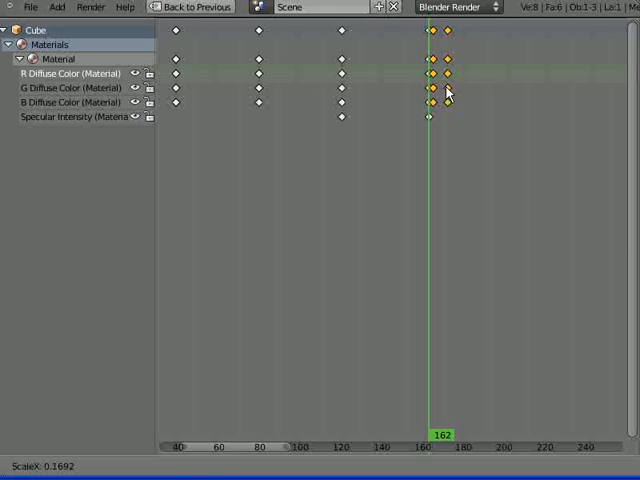 File Add Render Help Back to Previous Scene Blender Render Ve:8 | Fa:6 | Ob:1-3 | La:1 | Me
Cube
Materials
Material
R Diffuse Color (Material)
G Diffuse Color (Material)
B Diffuse Color (Material)
Specular Intensity (Materia
162
40 60 80 100 120 140 160 180 200 220 240
ScaleX: 0.1692